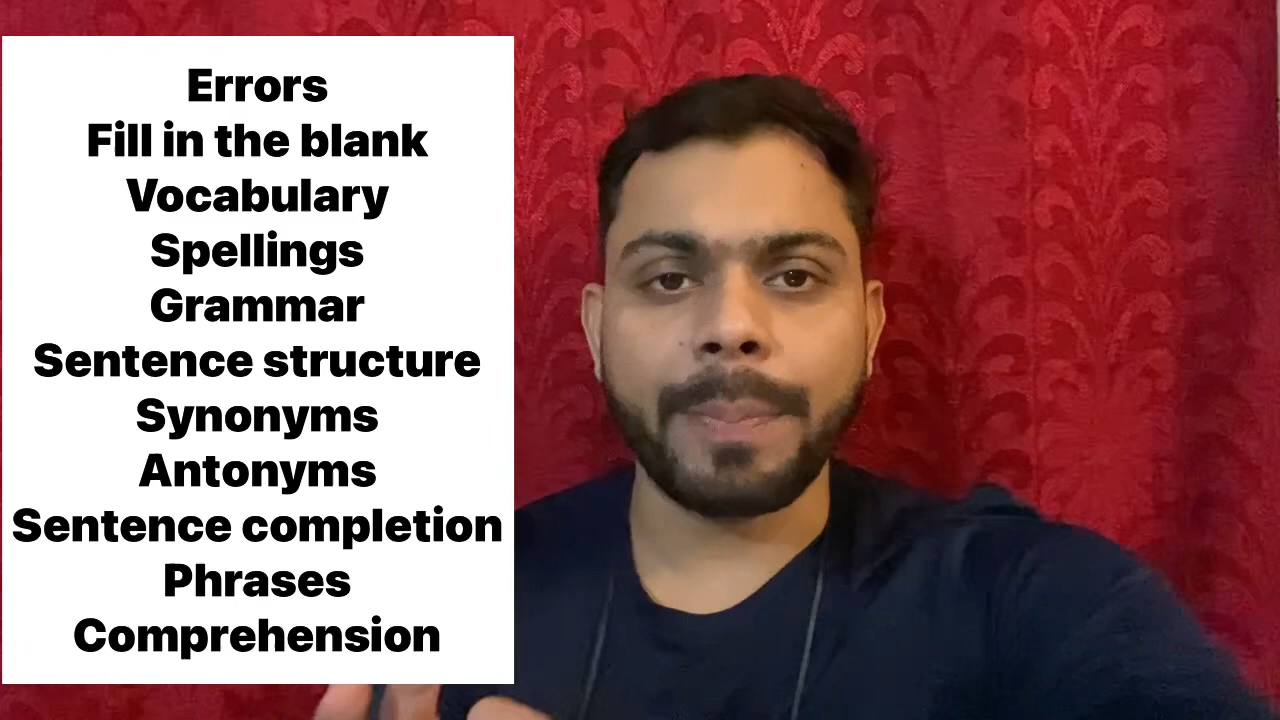 Errors
Fill in the blank
Vocabulary
Spellings
Grammar
Sentence structure
Synonyms
Antonyms
Sentence completion
Phrases
Comprehension